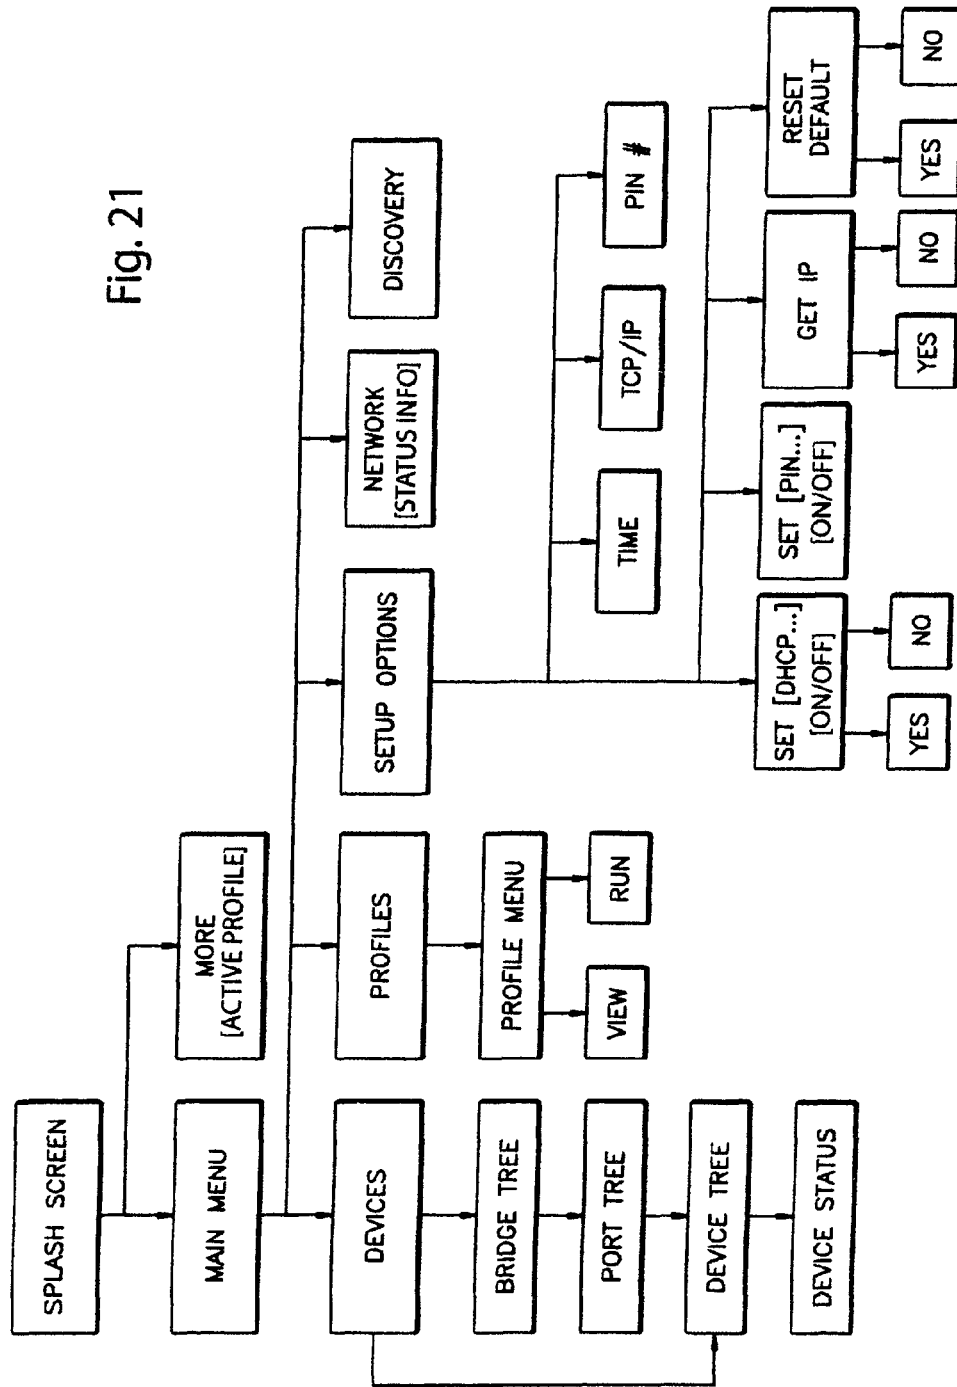 Fig. 21
SPLASH SCREEN
MORE
[ACTIVE PROFILE]
MAIN MENU
DEVICES
PROFILES
SETUP OPTIONS
NETWORK
[STATUS INFO]
DISCOVERY
BRIDGE TREE
PROFILE MENU
PORT TREE
VIEW
RUN
TIME
TCP/IP
PIN #
DEVICE TREE
DEVICE STATUS
SET [DHCP...]
[ON/OFF]
SET [PIN...]
[ON/OFF]
GET IP
RESET
DEFAULT
YES
NO
YES
NO
YES
NO